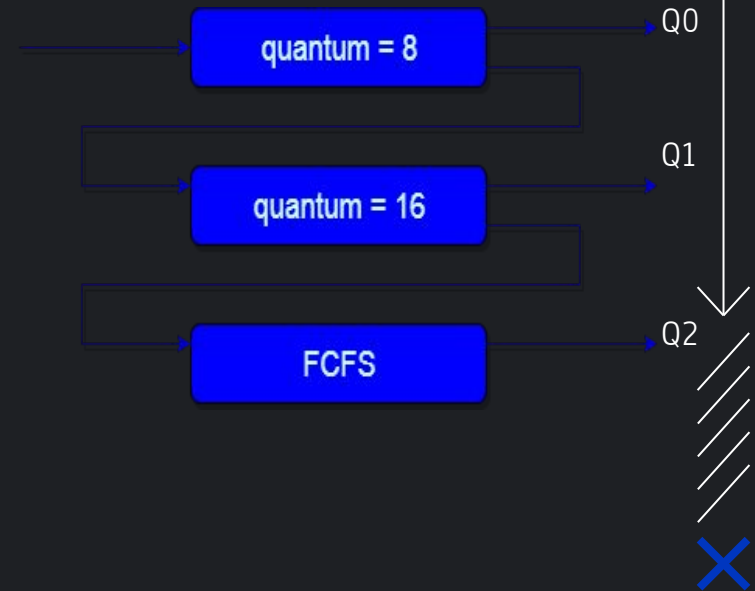 quantum = 8
Q0
quantum = 16
Q1
FCFS
Q2